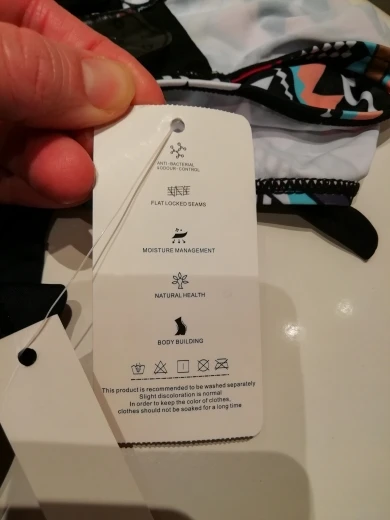 ANTI-BACTERIAL
&ODOUR-CONTROL
FLAT LOCKED SEAMS
MOISTURE MANAGEMENT
NATURAL HEALTH
BODY BUILDING
This product is recommended to be washed separately
Slight discoloration is normal
In order to keep the color of clothes,
clothes should not be soaked for a long time